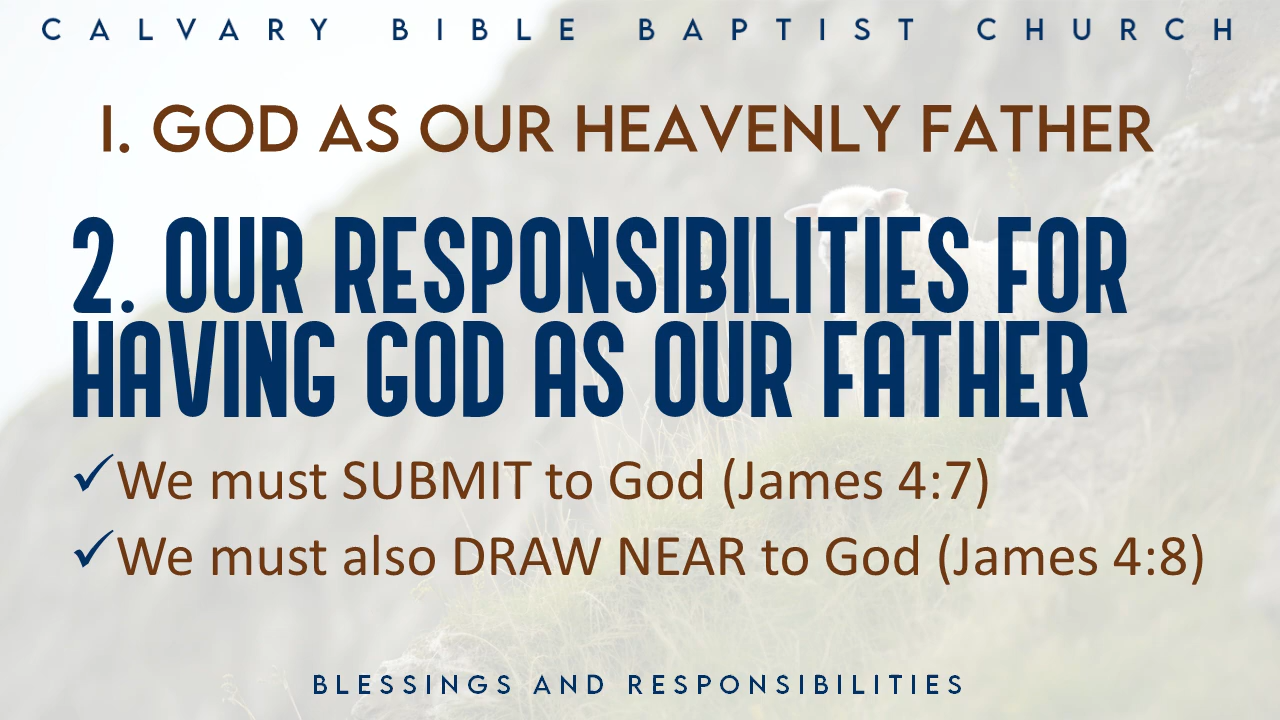 CALVARY BIBLE BAPTIST CHURCH
I. GOD AS OUR HEAVENLY FATHER
2. OUR RESPONSIBILITIES FOR
HAVING GOD AS OUR FATHER
✓We must SUBMIT to God (James 4:7)
✓We must also DRAW NEAR to God (James 4:8)
BLESSINGS AND RESPONSIBILITIES